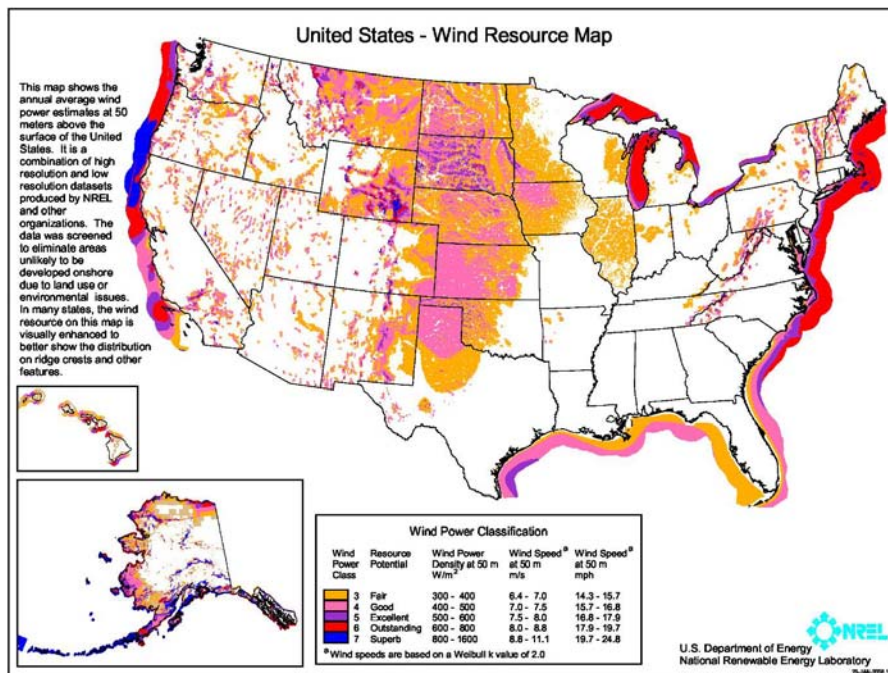 United States - Wind Resource Map
This map shows the
annual average wind
power estimates at 50
meters above the
surface of the United
States. It is a
combination of high
resolution and low
resolution datasets
produced by NREL
and other
organizations. The
data was screened
to eliminate areas
unlikely to be
developed onshore
due to land use or
environmental issues.
In many states, the wind
resource on this map is
visually enhanced to
better show the distribution
on ridge crests and other
features.
Wind Power Classification
Wind Resource Wind Power Wind Speed a Wind Speed a
Power Potential Density at 50 m at 50 m at 50 m
Class W/m² m/s mph
3 Fair 300 - 400 6.4 - 7.0 14.3 - 15.7
4 Good 400 - 500 7.0 - 7.5 15.7 - 16.8
5 Excellent 500 - 600 7.5 - 8.0 16.8 - 17.9
6 Outstanding 600 - 800 8.0 - 8.8 17.9 - 19.7
7 Superb 800 - 1600 8.8 - 11.1 19.7 - 24.8
a Wind speeds are based on a Weibull k value of 2.0
NREL
U.S. Department of Energy
National Renewable Energy Laboratory